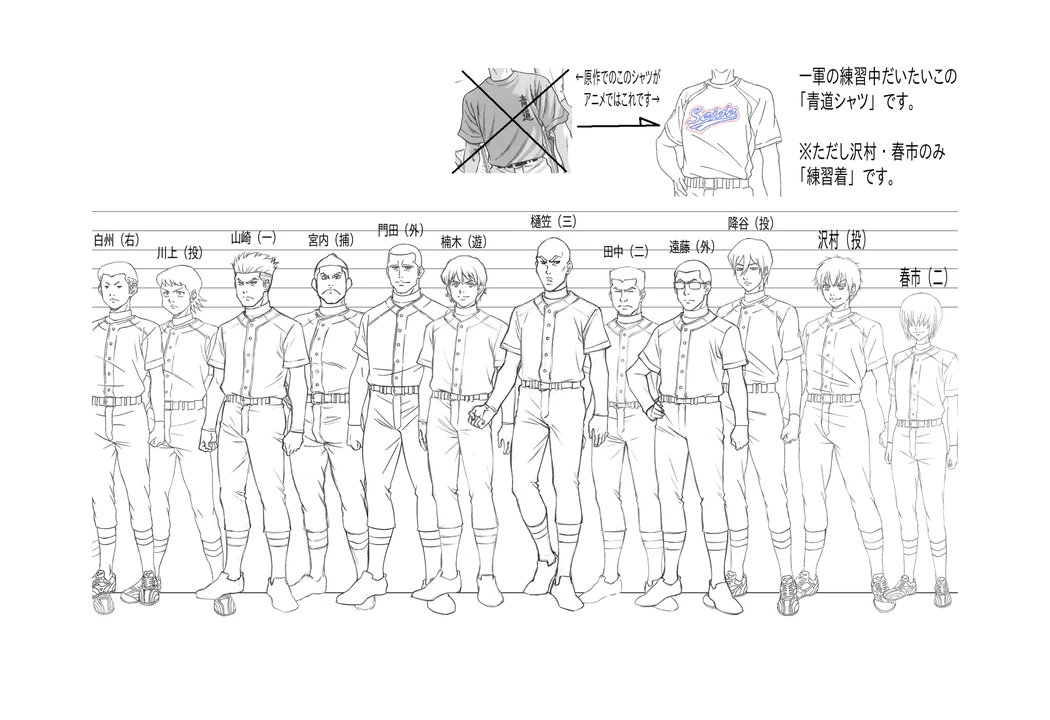 ←原作でのこのシャツが
アニメではこれです→
青道
Seido
一軍の練習中だいたいこの
「青道シャツ」です。
※ただし沢村・春市のみ
「練習着」です。
白州（右）
川上（投）
山崎（一）
宮内（捕）
門田（外）
楠木（遊）
樋笠（三）
田中（二）
遠藤（外）
降谷（投）
沢村（投）
春市（二）